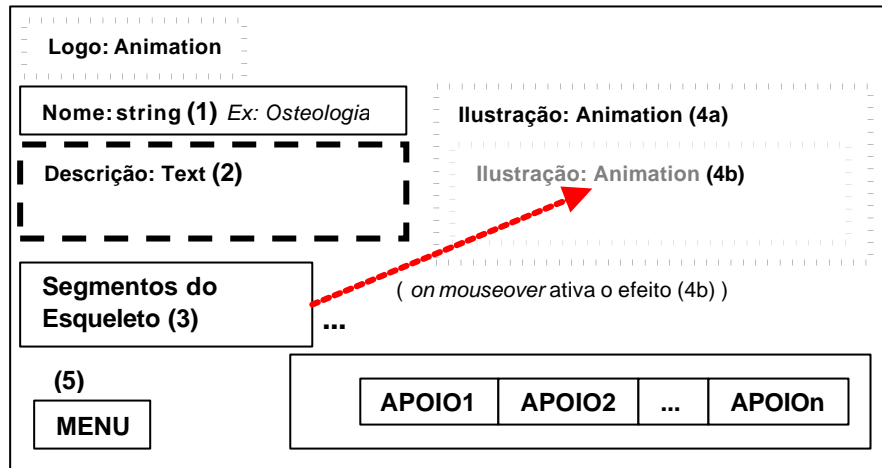 Logo: Animation
Nome: string (1) Ex: Osteologia
Ilustração: Animation (4a)
Descrição: Text (2)
Ilustração: Animation (4b)
Segmentos do
Esqueleto (3)
...
( on mouseover ativa o efeito (4b) )
(5)
MENU
APOIO1
APOIO2
...
APOIOn